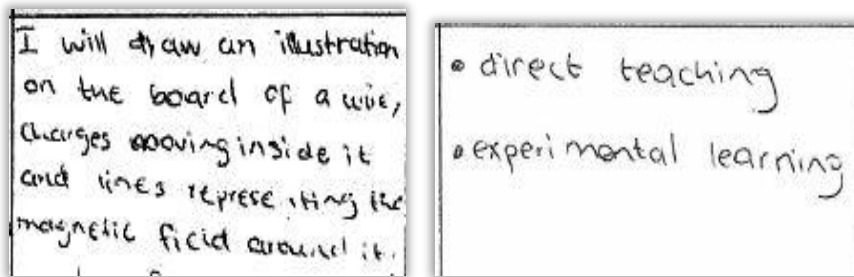 I will draw an illustration
on the board of a wire,
charges moving inside it
and lines representing the
magnetic field around it.
• direct teaching
• experimental learning